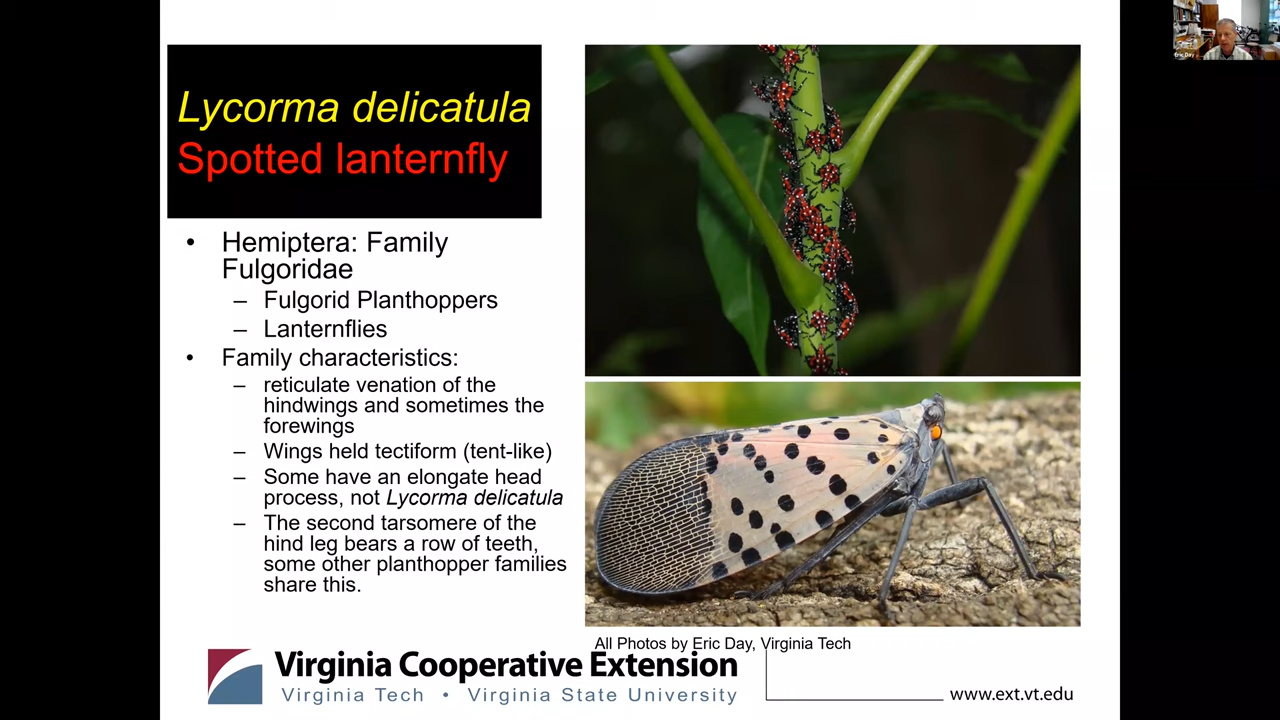 Lycorma delicatula
Spotted lanternfly
• Hemiptera: Family
Fulgoridae
– Fulgorid Planthoppers
– Lanternflies
• Family characteristics:
– reticulate venation of the
hindwings and sometimes the
forewings
– Wings held tectiform (tent-like)
– Some have an elongate head
process, not Lycorma delicatula
– The second tarsomere of the
hind leg bears a row of teeth,
some other planthopper families
share this.
All Photos by Eric Day, Virginia Tech
Virginia Cooperative Extension
Virginia Tech • Virginia State University
www.ext.vt.edu
Eric Day